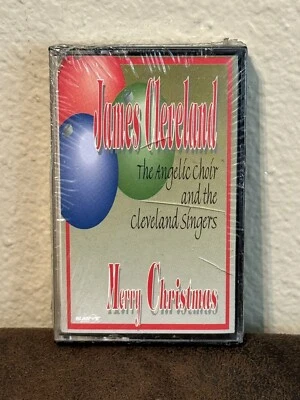 James Cleveland
The Angelic Choir
and the
Cleveland Singers
Merry Christmas